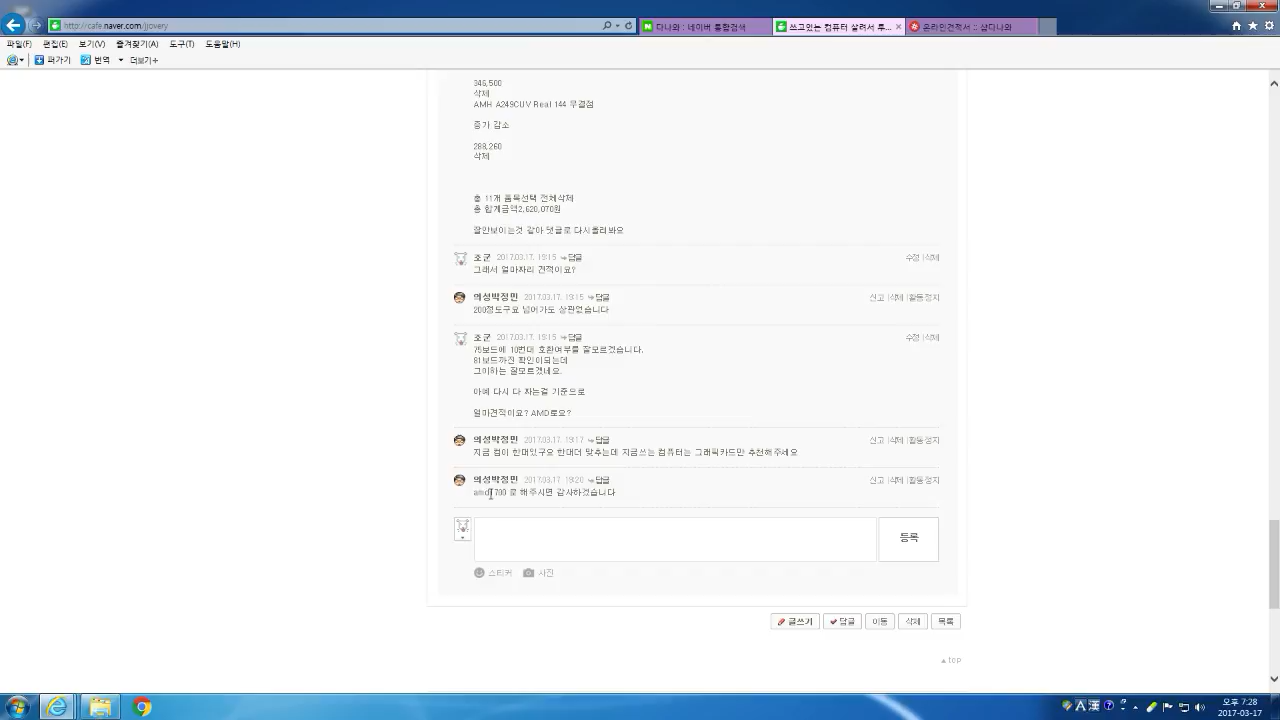 http://cafe.naver.com/jjovery
다나와 : 네이버 통합검색
쓰고있는 컴퓨터 살려서 투...
온라인견적서 :: 샵다나와
파일(F) 편집(E) 보기(V) 즐겨찾기(A) 도구(T) 도움말(H)
퍼가기 번역 더보기+
346,500
삭제
AMH A249CUV Real 144 무결점
증가 감소
288,260
삭제
총 11개 품목선택 전체삭제
총 합계금액2,620,070원
잘안보이는것 같아 댓글로 다시올려봐요
조군 2017.03.17. 19:15 답글 수정 |삭제
그래서 얼마짜리 견적이요?
의성박정민 2017.03.17. 19:15 답글 신고 |삭제 |활동정지
200정도구요 넘어가도 상관없습니다
조군 2017.03.17. 19:15 답글 수정 |삭제
75보드에 10번대 호환여부를 잘모르겠습니다.
81보드까진 확인이되는데
그이하는 잘모르겠네요.
아예 다시 다 짜는걸 기준으로
얼마견적이요? AMD로요?
의성박정민 2017.03.17. 19:17 답글 신고 |삭제 |활동정지
지금 컴이 한대있구요 한대더 맞추는데 지금쓰는 컴퓨터는 그래픽카드만 추천해주세요
의성박정민 2017.03.17. 19:20 답글 신고 |삭제 |활동정지
amd1700 로 해주시면 감사하겠습니다
등록
스티커 사진
글쓰기 답글 이동 삭제 목록
▲ top
오후 7:28
2017-03-17